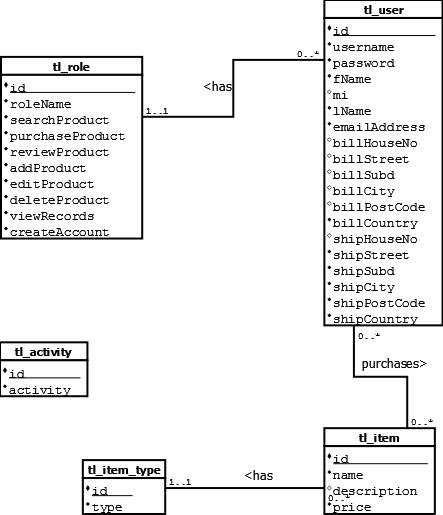 tl_user
id
username
password
fName
mi
lName
emailAddress
billHouseNo
billStreet
billSubd
billCity
billPostCode
billCountry
shipHouseNo
shipStreet
shipSubd
shipCity
shipPostCode
shipCountry
0..*
<has
1..1
tl_role
id
roleName
searchProduct
purchaseProduct
reviewProduct
addProduct
editProduct
deleteProduct
viewRecords
createAccount
tl_activity
id
activity
0..*
purchases>
0..*
tl_item
id
name
description
0..*
price
<has
1..1
tl_item_type
id
type